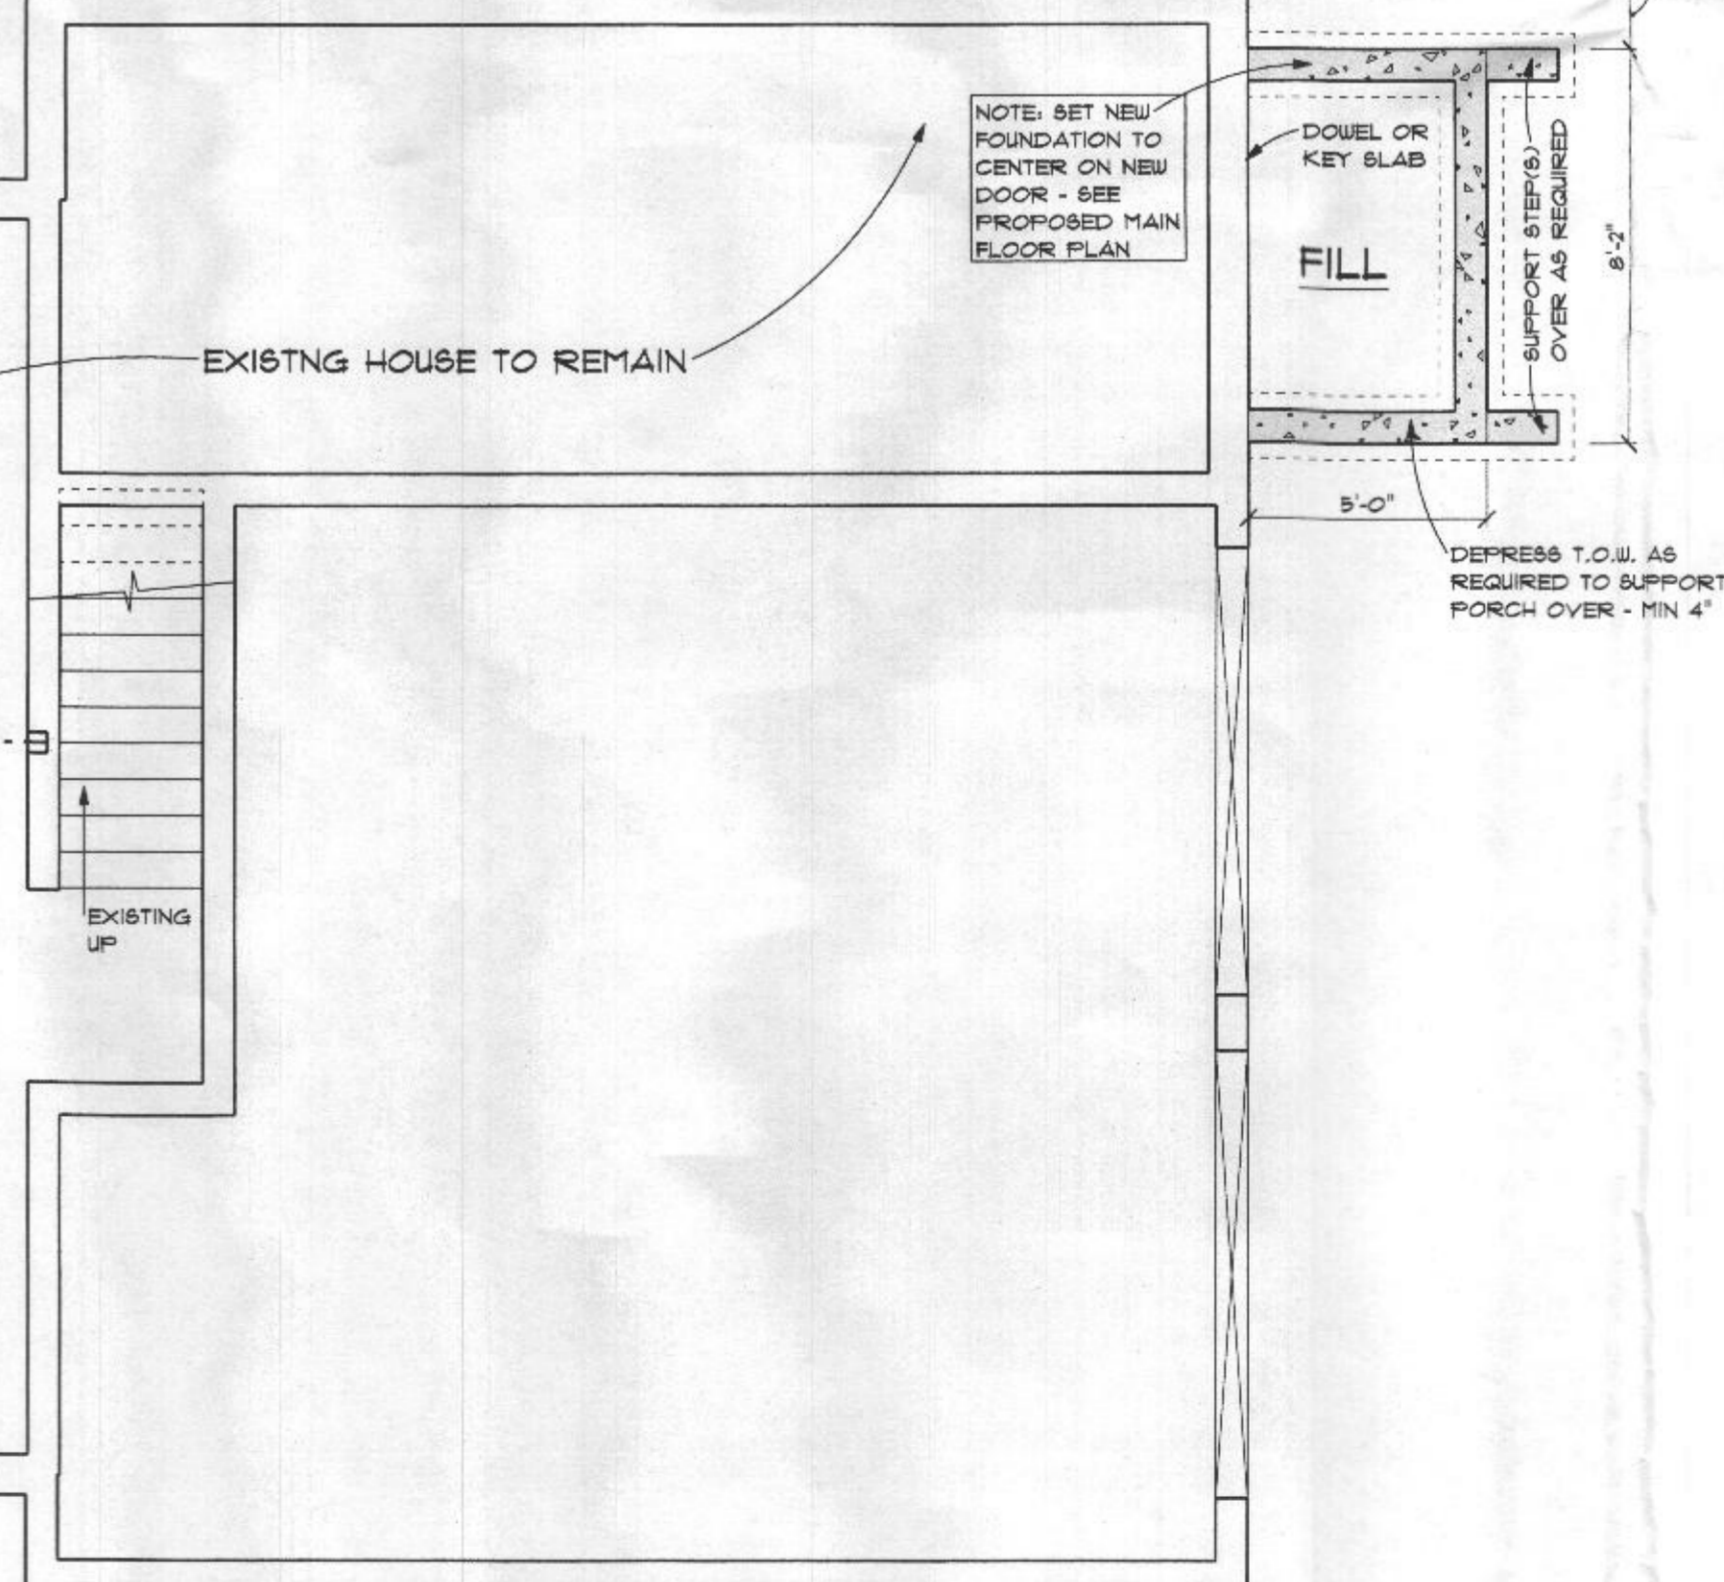 NOTE: SET NEW
FOUNDATION TO
CENTER ON NEW
DOOR - SEE
PROPOSED MAIN
FLOOR PLAN
DOWEL OR
KEY SLAB
FILL
SUPPORT STEP(S)
OVER AS REQUIRED
8'-2"
EXISTNG HOUSE TO REMAIN
5'-0"
DEPRESS T.O.W. AS
REQUIRED TO SUPPORT
PORCH OVER - MIN 4"
EXISTING
UP